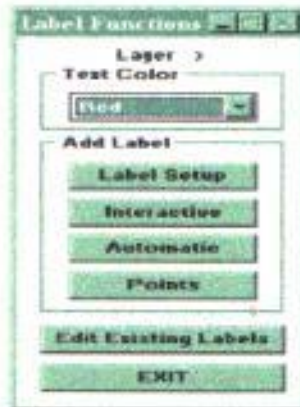 Label Functions
Layer >
Text Color
Red
Add Label
Label Setup
Interactive
Automatic
Points
Edit Existing Labels
EXIT